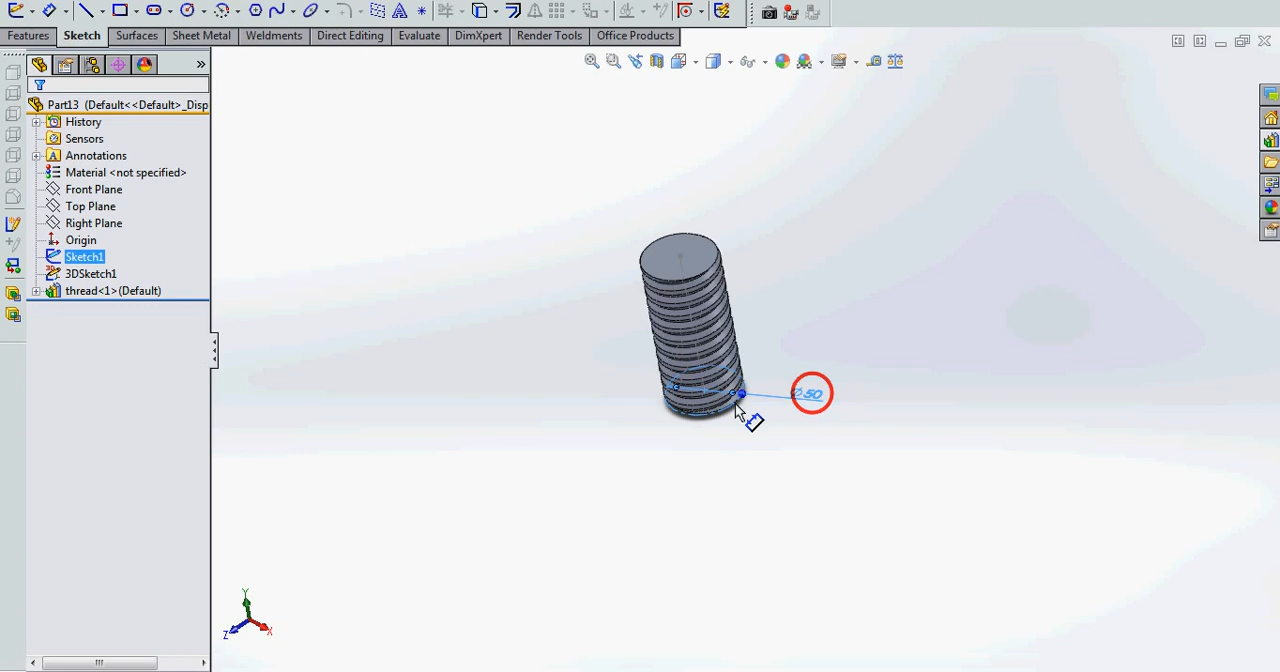 Features Sketch Surfaces Sheet Metal Weldments Direct Editing Evaluate DimXpert Render Tools Office Products
»
Part13 (Default<<Default>_Disp
History
Sensors
Annotations
Material <not specified>
Front Plane
Top Plane
Right Plane
Origin
Sketch1
3DSketch1
thread<1> (Default)
Ø50
Y
Z
X